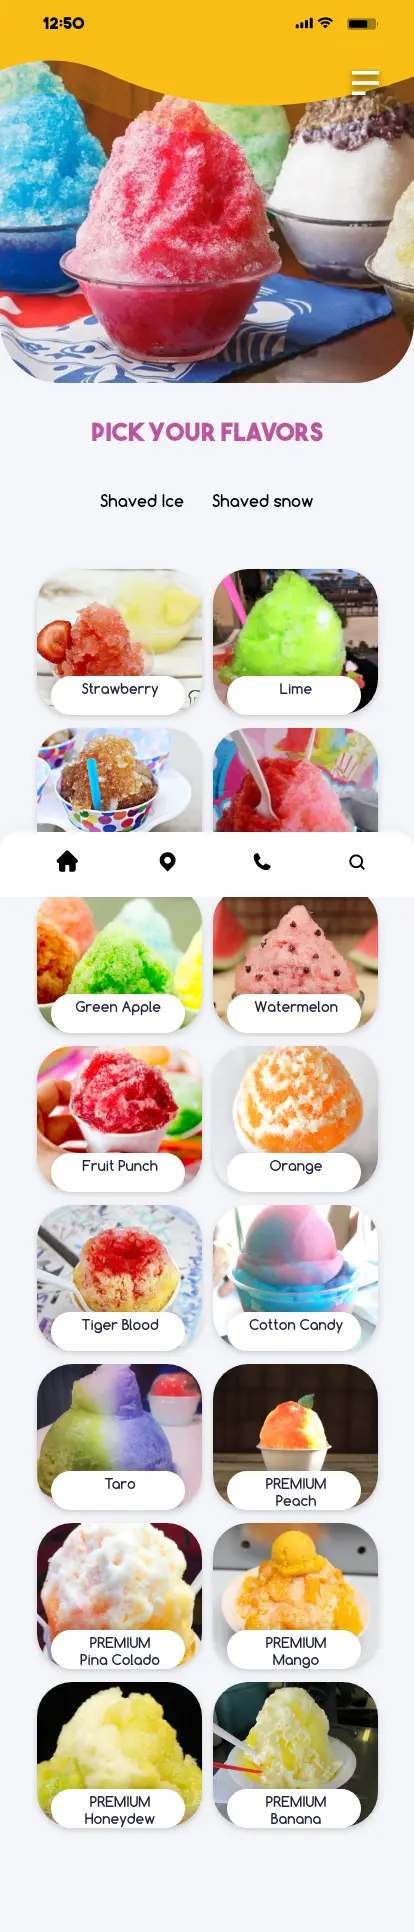 12:50
PICK YOUR FLAVORS
Shaved Ice Shaved snow
Strawberry
Lime
Green Apple
Watermelon
Fruit Punch
Orange
Tiger Blood
Cotton Candy
Taro
PREMIUM
Peach
PREMIUM
Pina Colado
PREMIUM
Mango
PREMIUM
Honeydew
PREMIUM
Banana